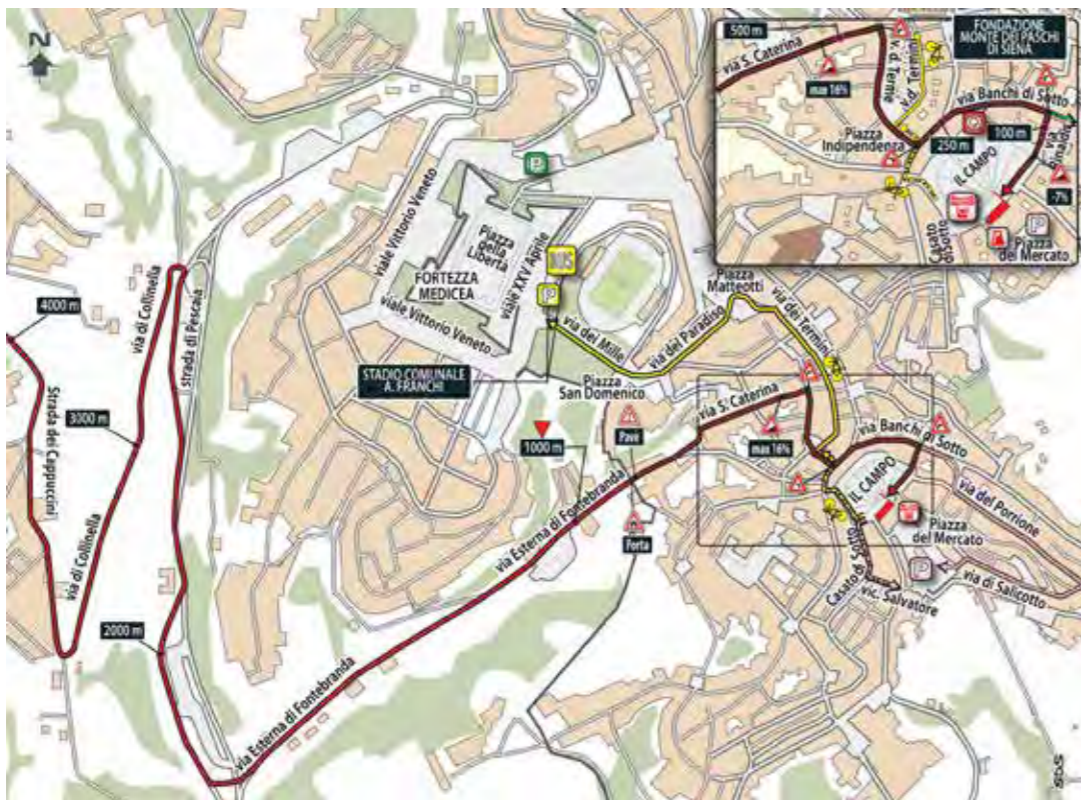 N
500 m
via S. Caterina
max 16%
v. d. Terme
p.a Termini
FONDAZIONE
MONTE DEI PASCHI
DI SIENA
via Banchi di Sotto
100 m
250 m
Piazza
Indipendenza
IL CAMPO
via
Rinaldini
-7%
P
Casato
di Sotto
Piazza
del Mercato
P
viale Vittorio Veneto
Piazza
della
Libertà
FORTEZZA
MEDICEA
viale XXV Aprile
BUS
P
viale Vittorio Veneto
STADIO COMUNALE
A. FRANCHI
via dei Mille
via del Paradiso
Piazza
Matteotti
via dei Termini
Piazza
San Domenico
4000 m
via di Collinella
strada di Pescaia
3000 m
Strada dei Cappuccini
via di Collinella
2000 m
1000 m
Pavé
Porta
via S. Caterina
max 16%
via Banchi di Sotto
IL CAMPO
via del Porrione
Piazza
del Mercato
P
Casato di Sotto
vic. Salvatore
via di Salicotto
via Esterna di Fontebranda
via Esterna di Fontebranda
SDS